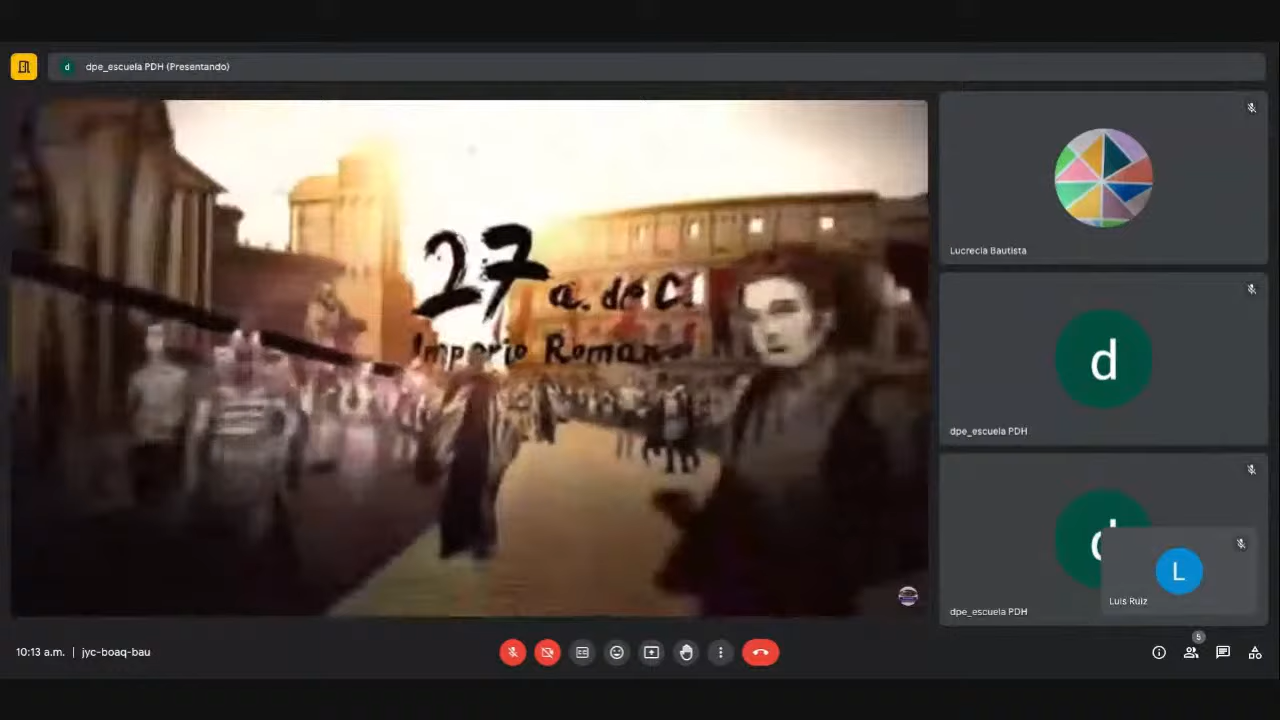 dpe_escuela PDH (Presentando)
d
27 a. de C.
Imperio Romano
Lucrecia Bautista
d
dpe_escuela PDH
d
L
Luis Ruiz
dpe_escuela PDH
10:13 a.m. | jyc-boaq-bau
5